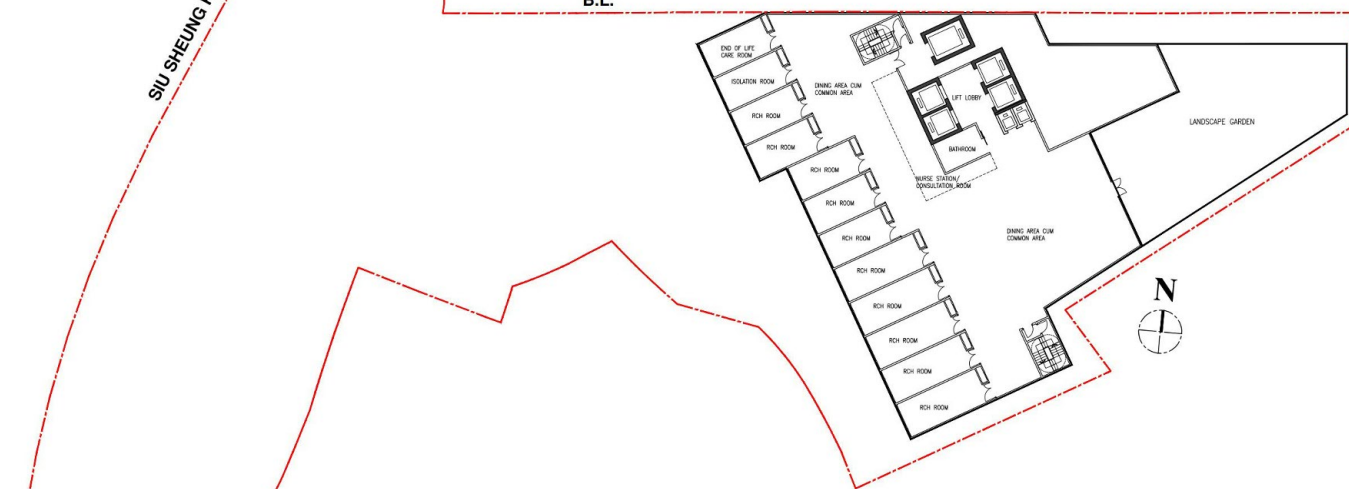 B.L.
SIU SHEUNG
END OF LIFE
CARE ROOM
ISOLATION ROOM
DINING AREA CUM
COMMON AREA
LIFT LOBBY
RCH ROOM
LANDSCAPE GARDEN
RCH ROOM
BATHROOM
RCH ROOM
NURSE STATION/
CONSULTATION ROOM
RCH ROOM
RCH ROOM
DINING AREA CUM
COMMON AREA
RCH ROOM
N
RCH ROOM
RCH ROOM
RCH ROOM
RCH ROOM